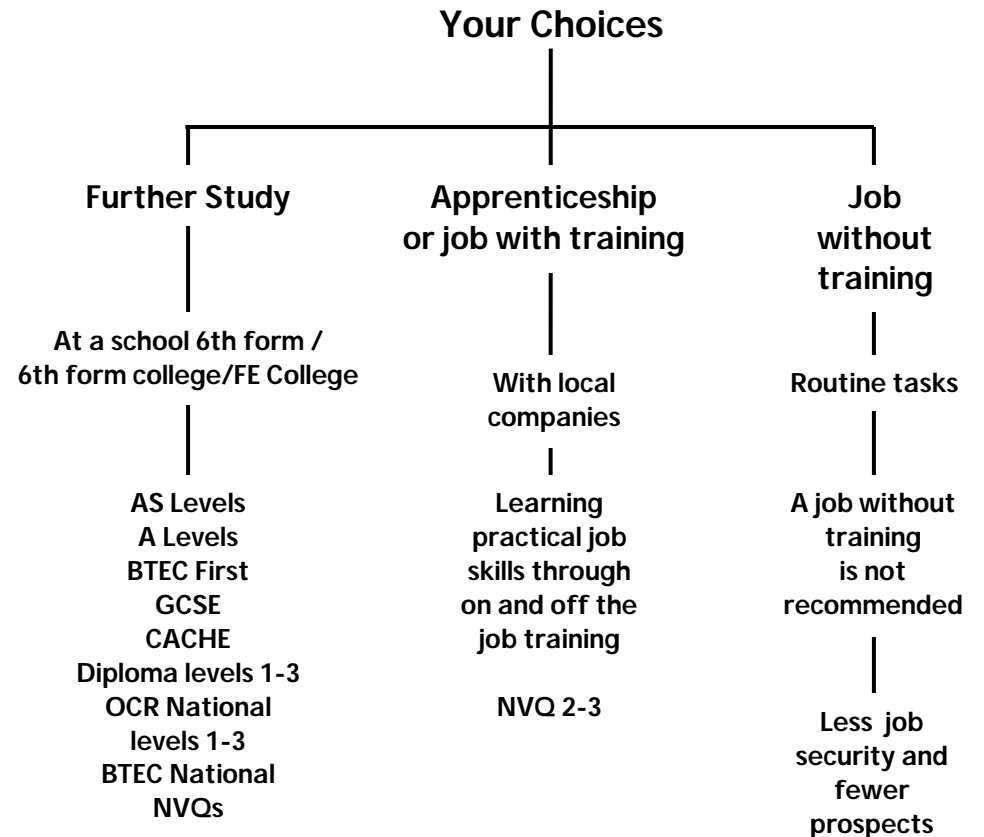 Your Choices
Further Study
At a school 6th form /
6th form college/FE College
AS Levels
A Levels
BTEC First
GCSE
CACHE
Diploma levels 1-3
OCR National
levels 1-3
BTEC National
NVQs
Apprenticeship
or job with training
With local
companies
Learning
practical job
skills through
on and off the
job training
NVQ 2-3
Job
without
training
Routine tasks
A job without
training
is not
recommended
Less job
security and
fewer
prospects